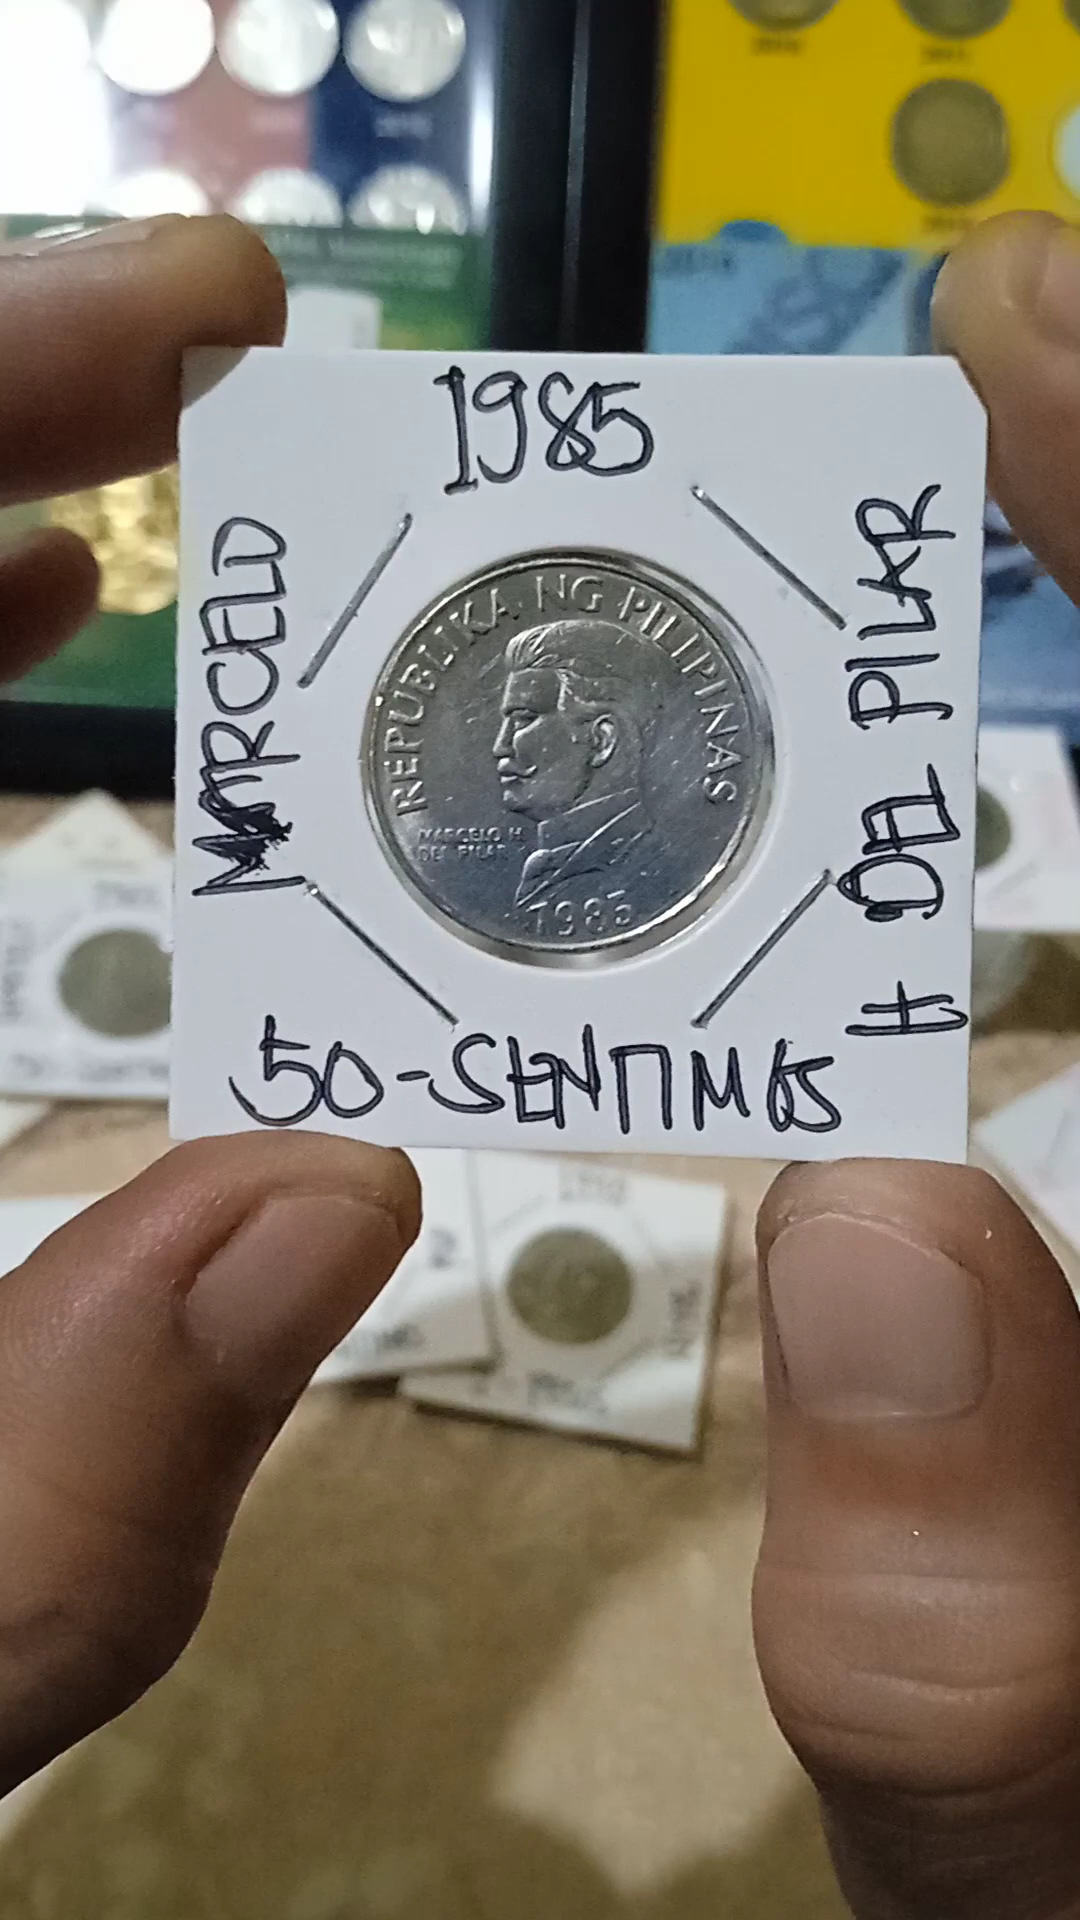 1985
MARCELO
H DEL PILAR
REPUBLIKA NG PILIPINAS
MARCELO H.
DEL PILAR
1985
50-SENTIMOS